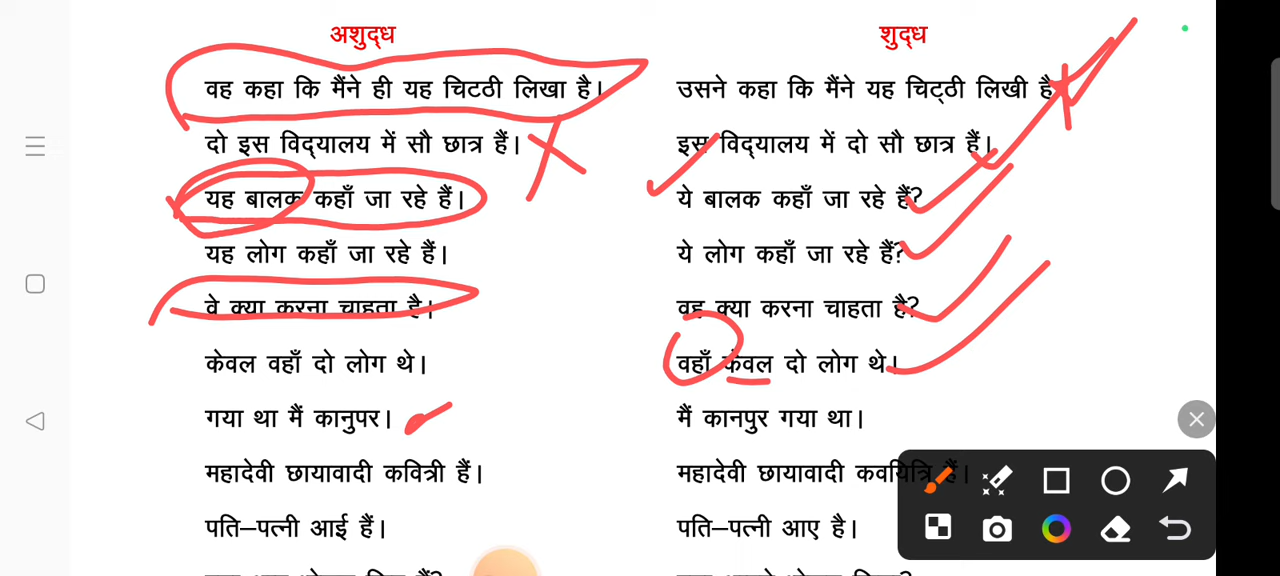 अशुद्ध शुद्ध
वह कहा कि मैंने ही यह चिटठी लिखा है। उसने कहा कि मैंने यह चिट्ठी लिखी है
दो इस विद्यालय में सौ छात्र हैं। इस विद्यालय में दो सौ छात्र हैं।
यह बालक कहाँ जा रहे हैं। ये बालक कहाँ जा रहे हैं?
यह लोग कहाँ जा रहे हैं। ये लोग कहाँ जा रहे हैं?
वे क्या करना चाहता है। वह क्या करना चाहता है?
केवल वहाँ दो लोग थे। वहाँ केवल दो लोग थे।
गया था मैं कानुपर। मैं कानपुर गया था।
महादेवी छायावादी कवित्री हैं। महादेवी छायावादी कवयित्रि हैं।
पति–पत्नी आई हैं। पति–पत्नी आए है।